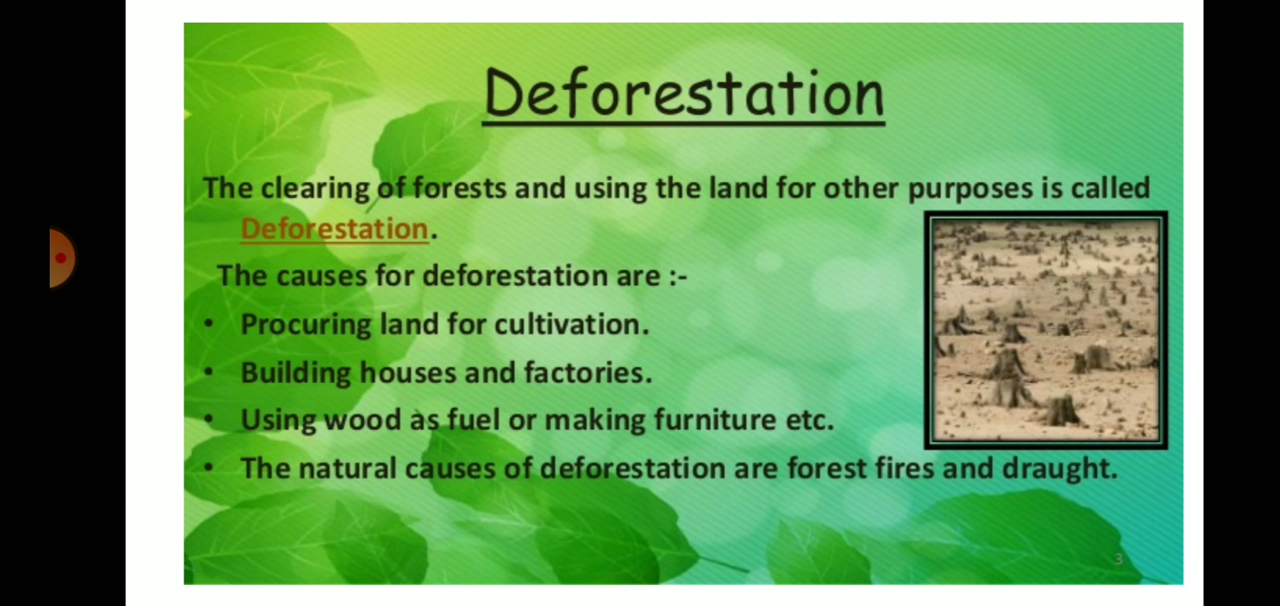 Deforestation
The clearing of forests and using the land for other purposes is called
Deforestation.
The causes for deforestation are :-
• Procuring land for cultivation.
• Building houses and factories.
• Using wood as fuel or making furniture etc.
• The natural causes of deforestation are forest fires and draught.
3